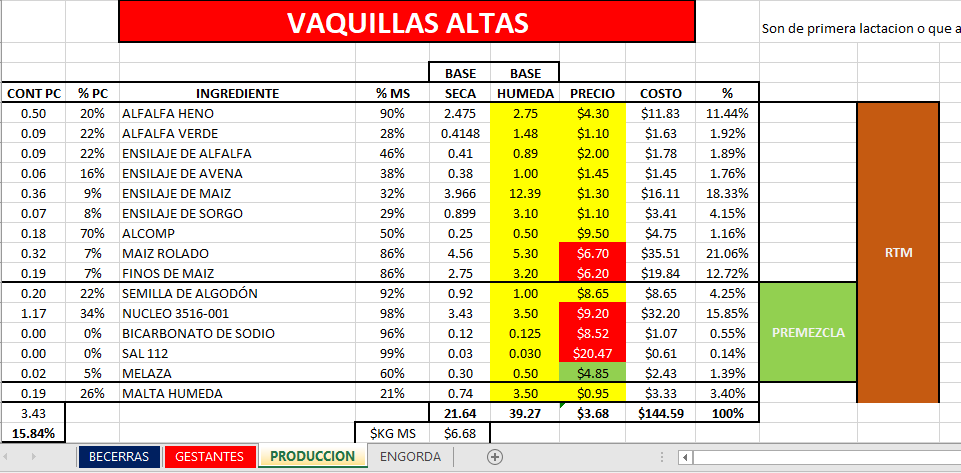 VAQUILLAS ALTAS
Son de primera lactacion o que a
BASE BASE
CONT PC % PC INGREDIENTE % MS SECA HUMEDA PRECIO COSTO %
0.50 20% ALFALFA HENO 90% 2.475 2.75 $4.30 $11.83 11.44%
0.09 22% ALFALFA VERDE 28% 0.4148 1.48 $1.10 $1.63 1.92%
0.09 22% ENSILAJE DE ALFALFA 46% 0.41 0.89 $2.00 $1.78 1.89%
0.06 16% ENSILAJE DE AVENA 38% 0.38 1.00 $1.45 $1.45 1.76%
0.36 9% ENSILAJE DE MAIZ 32% 3.966 12.39 $1.30 $16.11 18.33%
0.07 8% ENSILAJE DE SORGO 29% 0.899 3.10 $1.10 $3.41 4.15%
0.18 70% ALCOMP 50% 0.25 0.50 $9.50 $4.75 1.16%
0.32 7% MAIZ ROLADO 86% 4.56 5.30 $6.70 $35.51 21.06%
RTM
0.19 7% FINOS DE MAIZ 86% 2.75 3.20 $6.20 $19.84 12.72%
0.20 22% SEMILLA DE ALGODÓN 92% 0.92 1.00 $8.65 $8.65 4.25%
1.17 34% NUCLEO 3516-001 98% 3.43 3.50 $9.20 $32.20 15.85%
0.00 0% BICARBONATO DE SODIO 96% 0.12 0.125 $8.52 $1.07 0.55%
PREMEZCLA
0.00 0% SAL 112 99% 0.03 0.030 $20.47 $0.61 0.14%
0.02 5% MELAZA 60% 0.30 0.50 $4.85 $2.43 1.39%
0.19 26% MALTA HUMEDA 21% 0.74 3.50 $0.95 $3.33 3.40%
3.43 21.64 39.27 $3.68 $144.59 100%
15.84% $KG MS $6.68
BECERRAS GESTANTES PRODUCCION ENGORDA